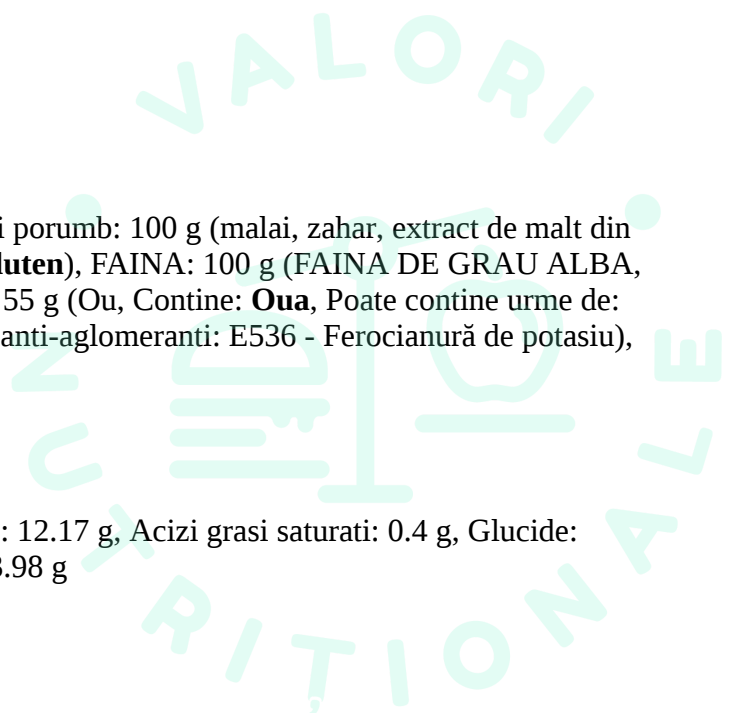 VALORI
i porumb: 100 g (malai, zahar, extract de malt din
luten), FAINA: 100 g (FAINA DE GRAU ALBA,
55 g (Ou, Contine: Oua, Poate contine urme de:
anti-aglomeranti: E536 - Ferocianură de potasiu),
: 12.17 g, Acizi grasi saturati: 0.4 g, Glucide:
3.98 g
NUTRIȚIONALE